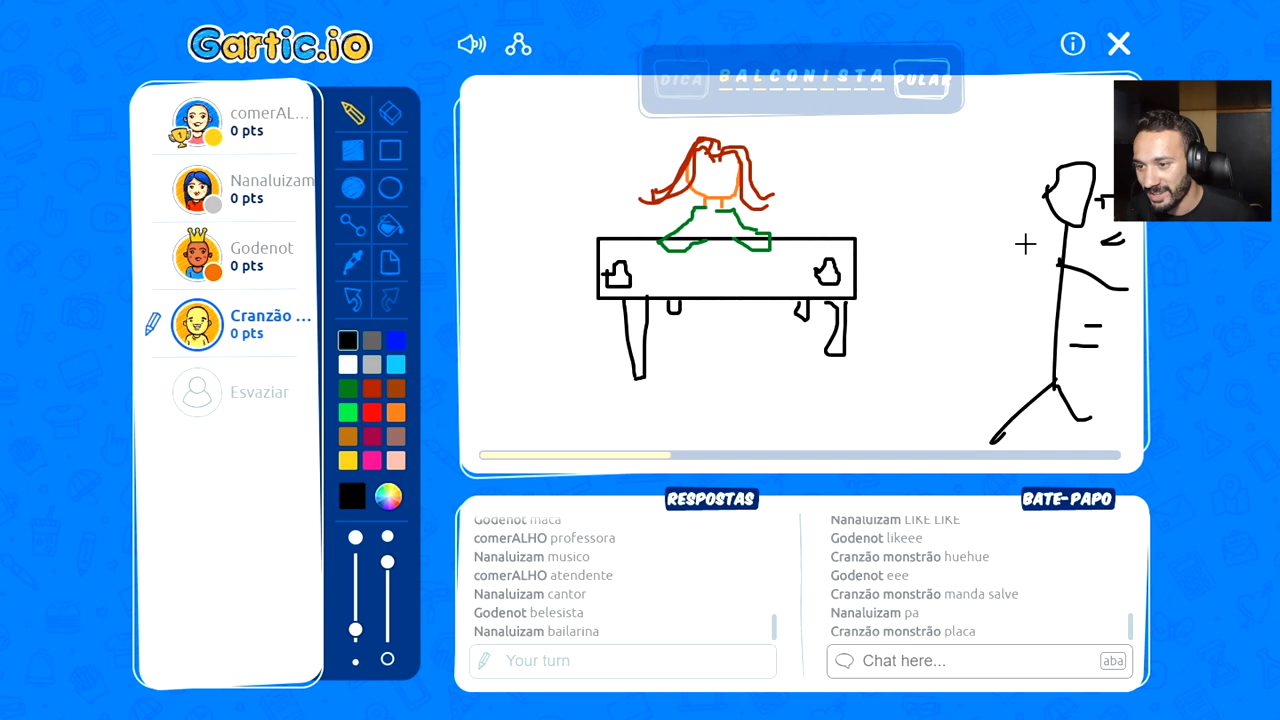 Gartic.io
DICA
BALCONISTA
PULAR
comerAL...
0 pts
Nanaluizam
0 pts
Godenot
0 pts
Cranzão ...
0 pts
Esvaziar
RESPOSTAS
Godenot maca
comerALHO professora
Nanaluizam musico
comerALHO atendente
Nanaluizam cantor
Godenot belesista
Nanaluizam bailarina
Your turn
BATE-PAPO
Nanaluizam LIKE LIKE
Godenot likeee
Cranzão monstrão huehue
Godenot eee
Cranzão monstrão manda salve
Nanaluizam pa
Cranzão monstrão placa
Chat here...
aba